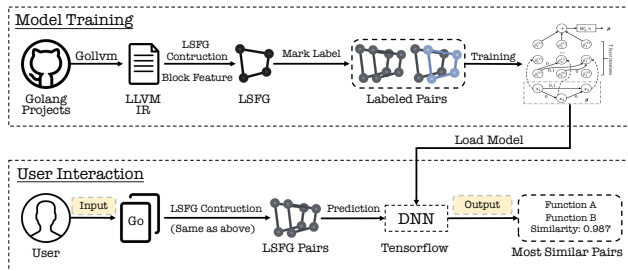 Model Training
Gollvm
LSFG
Contruction
Block Feature
Mark Label
Training
Golang
Projects
LLVM
IR
LSFG
Labeled Pairs
Load Model
User Interaction
Input
Go
LSFG Contruction
(Same as above)
Prediction
DNN
Output
Function A
Function B
Similarity: 0.987
User
LSFG Pairs
Tensorflow
Most Similar Pairs